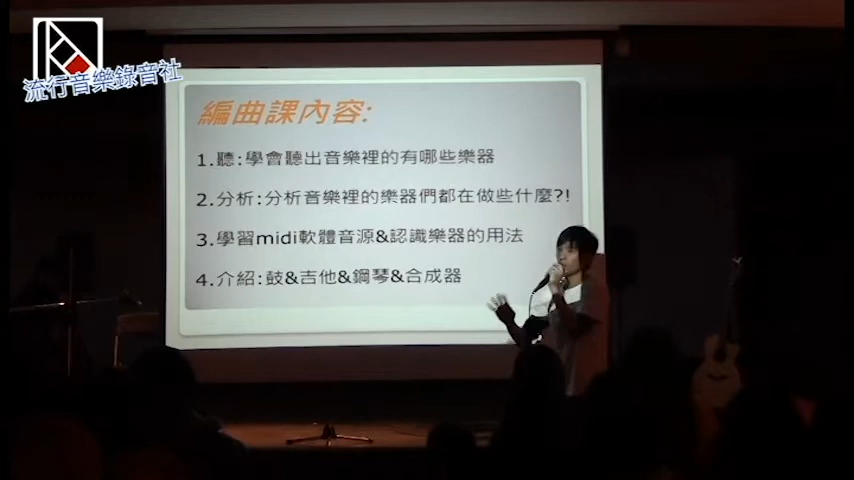 流行音樂錄音社
編曲課內容:
1.聽:學會聽出音樂裡的有哪些樂器
2.分析:分析音樂裡的樂器們都在做些什麼?!
3.學習midi軟體音源&認識樂器的用法
4.介紹:鼓&吉他&鋼琴&合成器